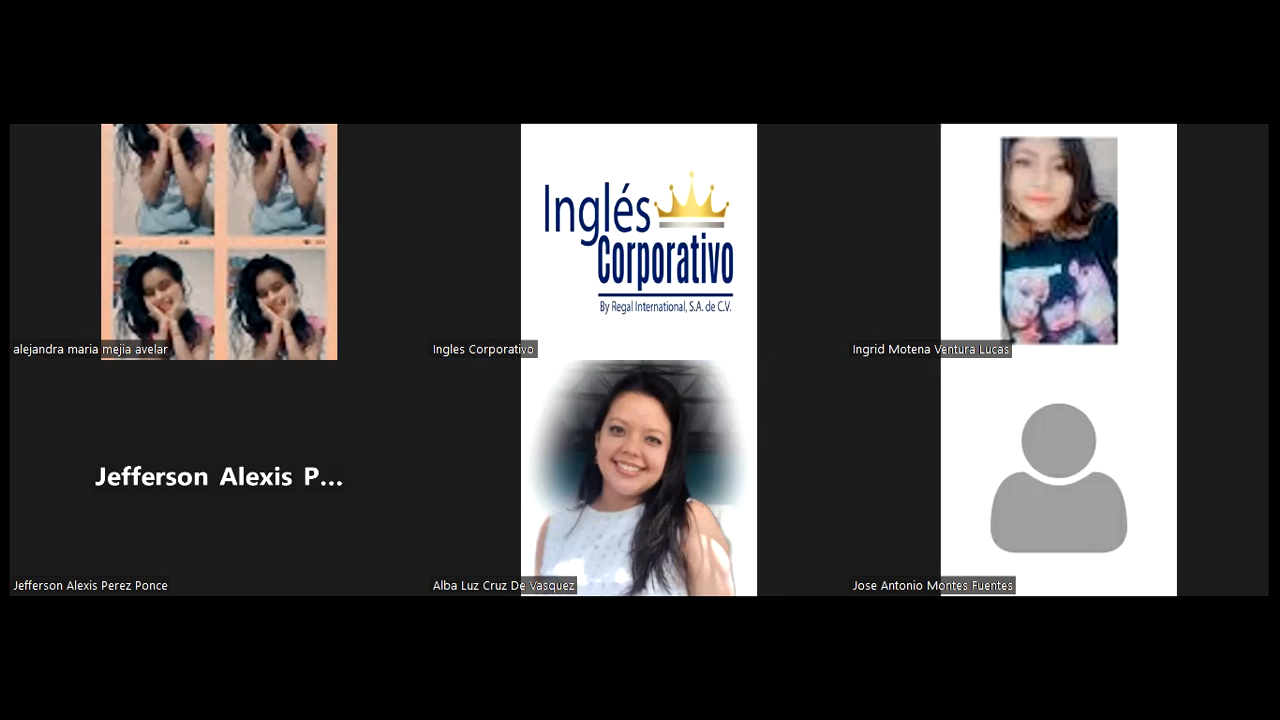 Inglés
Corporativo
By Regal International, S.A. de C.V.
alejandra maria mejia avelar
Ingles Corporativo
Ingrid Motena Ventura Lucas
Jefferson Alexis P...
Jefferson Alexis Perez Ponce
Alba Luz Cruz De Vasquez
Jose Antonio Montes Fuentes